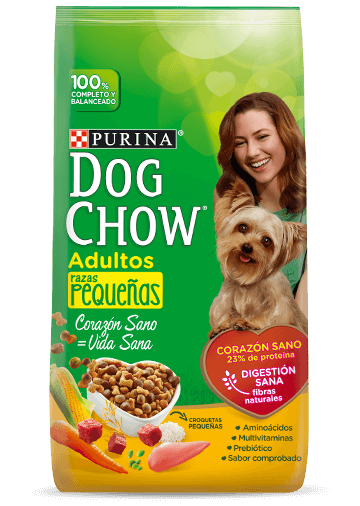 100%
COMPLETO Y
BALANCEADO
PURINA®
DOG
CHOW®
Adultos
razas
Pequeñas
Corazón Sano
=Vida Sana
CORAZÓN SANO
23% de proteína
DIGESTIÓN
SANA
fibras
naturales
CROQUETAS
PEQUEÑAS
• Aminoácidos
• Multivitaminas
• Prebiótico
• Sabor comprobado